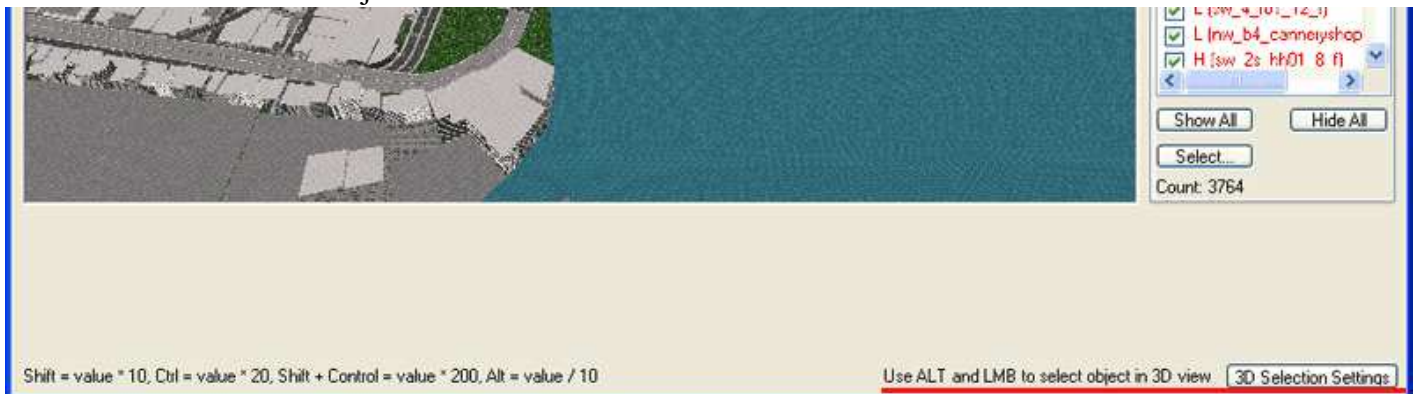 L (nw_b4_canneryshop
H (sw_2s_hh01_8_f)
Show All
Hide All
Select...
Count: 3764
Shift = value * 10, Ctrl = value * 20, Shift + Control = value * 200, Alt = value / 10
Use ALT and LMB to select object in 3D view
3D Selection Settings